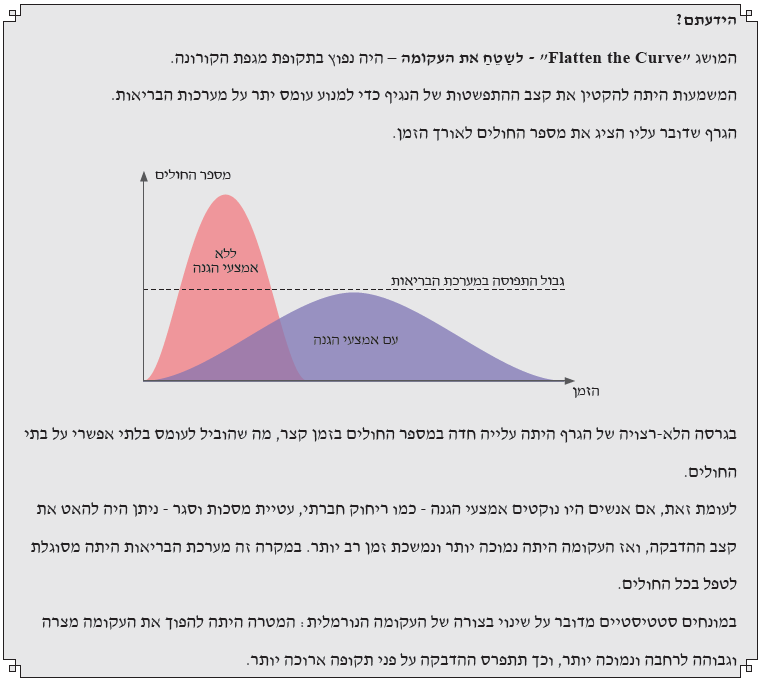 הידעתם?
המושג "Flatten the Curve" - לשַטֵחַ את העקומה – היה נפוץ בתקופת מגפת הקורונה.
המשמעות היתה להקטין את קצב ההתפשטות של הנגיף כדי למנוע עומס יתר על מערכות הבריאות.
הגרף שדובר עליו הציג את מספר החולים לאורך הזמן.
מספר החולים
ללא
אמצעי הגנה
גבול התפוסה במערכת הבריאות
עם אמצעי הגנה
הזמן
בגרסה הלא-רצויה של הגרף היתה עלייה חדה במספר החולים בזמן קצר, מה שהוביל לעומס בלתי אפשרי על בתי
החולים.
לעומת זאת, אם אנשים היו נוקטים אמצעי הגנה - כמו ריחוק חברתי, עטיית מסכות וסגר - ניתן היה להאט את
קצב ההדבקה, ואז העקומה היתה נמוכה יותר ונמשכת זמן רב יותר. במקרה זה מערכת הבריאות היתה מסוגלת
לטפל בכל החולים.
במונחים סטטיסטיים מדובר על שינוי בצורה של העקומה הנורמלית: המטרה היתה להפוך את העקומה מצרה
וגבוהה לרחבה ונמוכה יותר, וכך תתפרס ההדבקה על פני תקופה ארוכה יותר.